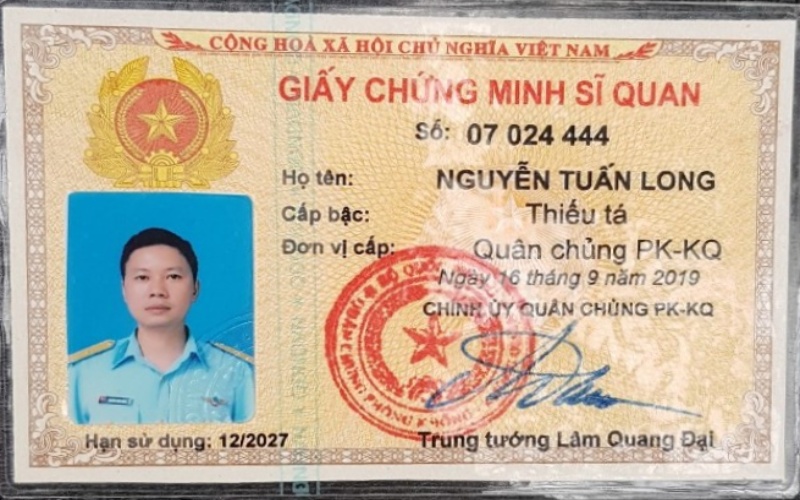 CỘNG HOÀ XÃ HỘI CHỦ NGHĨA VIỆT NAM
GIẤY CHỨNG MINH SĨ QUAN
Số: 07 024 444
Họ tên: NGUYỄN TUẤN LONG
Cấp bậc: Thiếu tá
Đơn vị cấp: Quân chủng PK-KQ
Ngày 16 tháng 9 năm 2019
CHÍNH ỦY QUÂN CHỦNG PK-KQ
Hạn sử dụng: 12/2027
Trung tướng Lâm Quang Đại